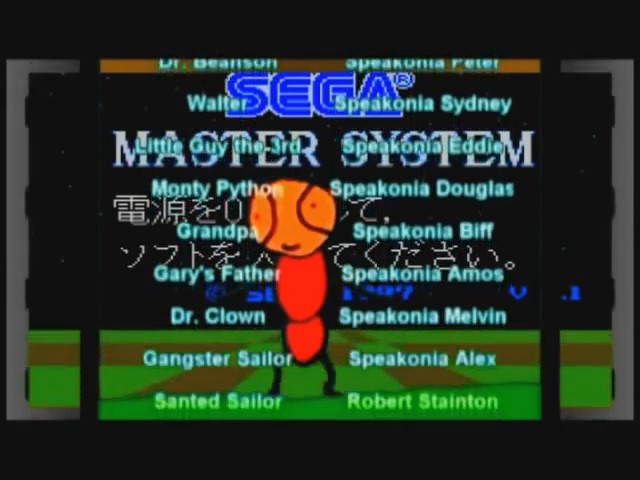 Dr. Beanson Speakonia Peter
SEGA®
Walter Speakonia Sydney
MASTER SYSTEM
Little Guy the 3rd Speakonia Eddie
Monty Python Speakonia Douglas
電源を て,
Grandpa Speakonia Biff
ソフトを てください。
Gary's Father Speakonia Amos
©
Dr. Clown Speakonia Melvin
Gangster Sailor Speakonia Alex
Santed Sailor Robert Stainton